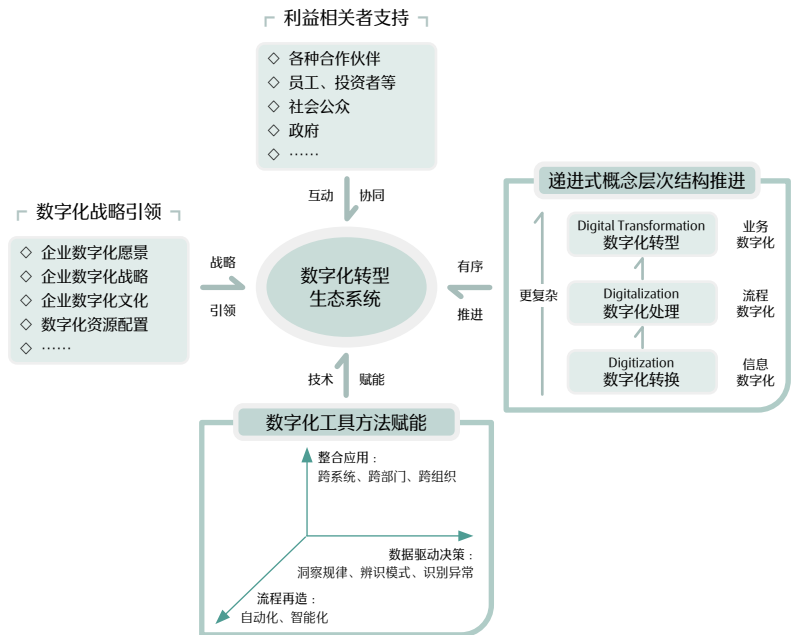 利益相关者支持
◇ 各种合作伙伴
◇ 员工、投资者等
◇ 社会公众
◇ 政府
◇ ……
互动 协同
数字化战略引领
◇ 企业数字化愿景
◇ 企业数字化战略
◇ 企业数字化文化
◇ 数字化资源配置
◇ ……
战略
引领
数字化转型
生态系统
有序
推进
递进式概念层次结构推进
更复杂
Digital Transformation
数字化转型
业务
数字化
Digitalization
数字化处理
流程
数字化
Digitization
数字化转换
信息
数字化
技术 赋能
数字化工具方法赋能
整合应用：
跨系统、跨部门、跨组织
数据驱动决策：
洞察规律、辨识模式、识别异常
流程再造：
自动化、智能化